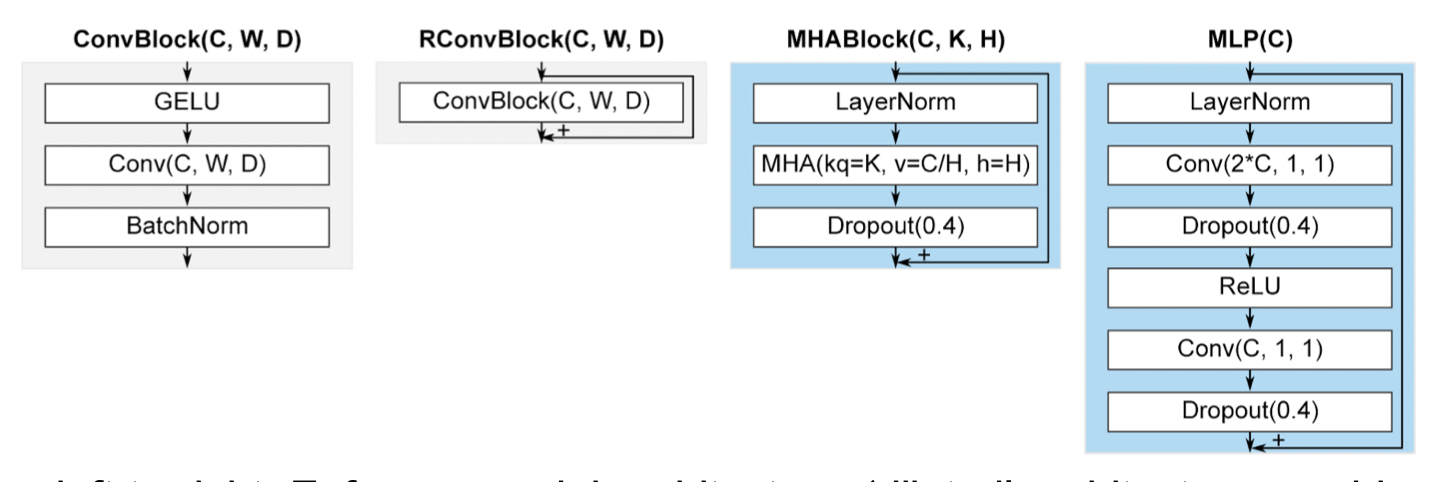 ConvBlock(C, W, D)
GELU
Conv(C, W, D)
BatchNorm
RConvBlock(C, W, D)
ConvBlock(C, W, D)
+
MHABlock(C, K, H)
LayerNorm
MHA(kq=K, v=C/H, h=H)
Dropout(0.4)
+
MLP(C)
LayerNorm
Conv(2*C, 1, 1)
Dropout(0.4)
ReLU
Conv(C, 1, 1)
Dropout(0.4)
+